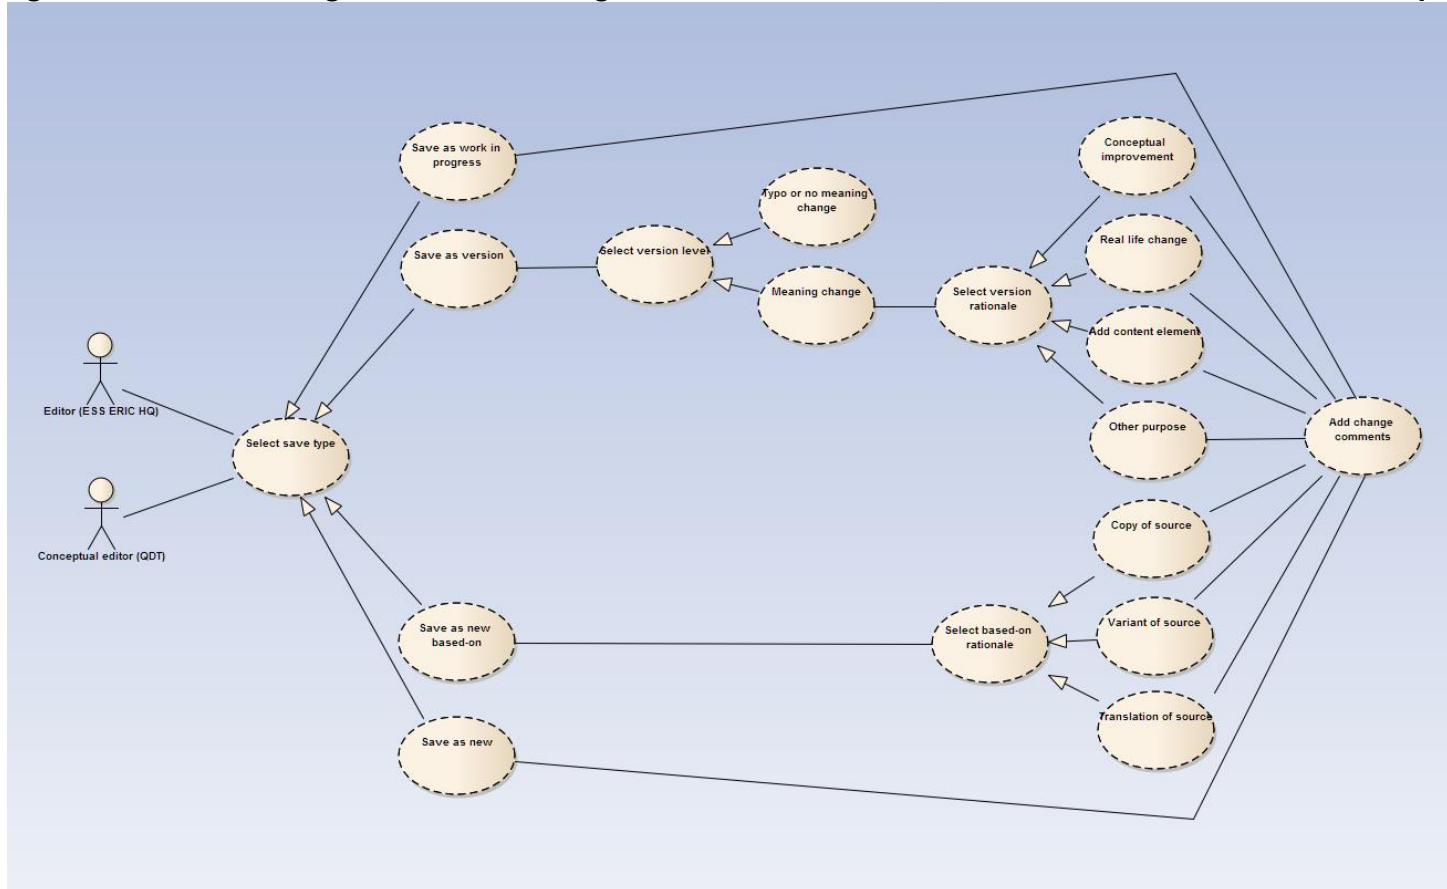 Save as work in
progress
Conceptual
improvement
Typo or no meaning
change
Real life change
Save as version
Select version level
Meaning change
Select version
rationale
Add content element
Editor (ESS ERIC HQ)
Other purpose
Add change
comments
Select save type
Copy of source
Conceptual editor (QDT)
Save as new
based-on
Select based-on
rationale
Variant of source
Translation of source
Save as new